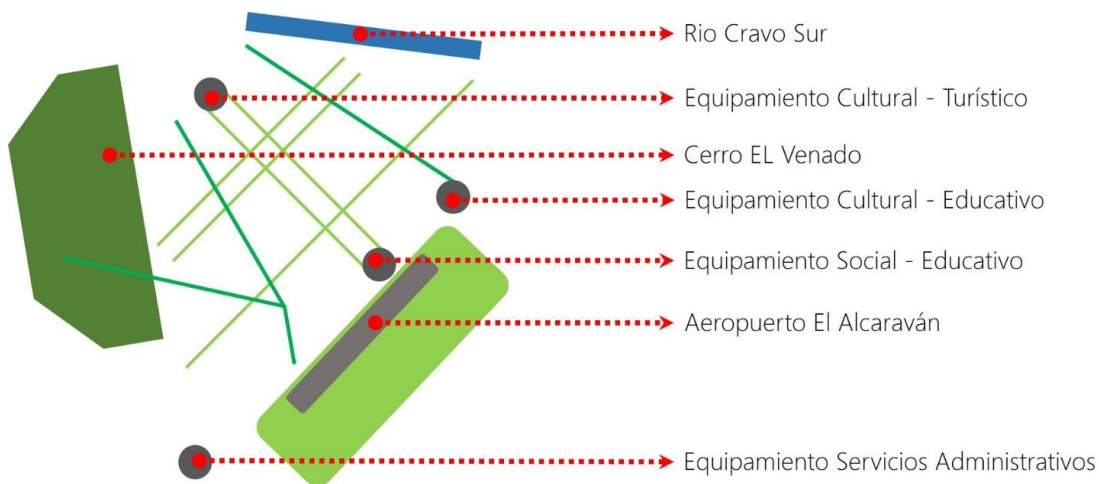 Rio Cravo Sur
Equipamiento Cultural - Turístico
Cerro EL Venado
Equipamiento Cultural - Educativo
Equipamiento Social - Educativo
Aeropuerto El Alcaraván
Equipamiento Servicios Administrativos